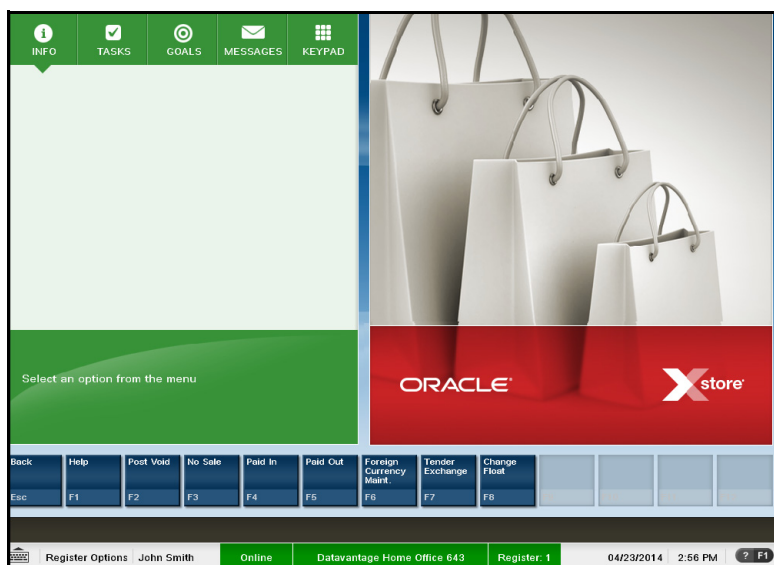 INFO TASKS GOALS MESSAGES KEYPAD
Select an option from the menu
ORACLE® Xstore®
Back Help Post Void No Sale Paid In Paid Out Foreign Currency Maint. Tender Exchange Change Float
Esc F1 F2 F3 F4 F5 F6 F7 F8
Register Options John Smith Online Datavantage Home Office 643 Register: 1 04/23/2014 2:56 PM ? F1